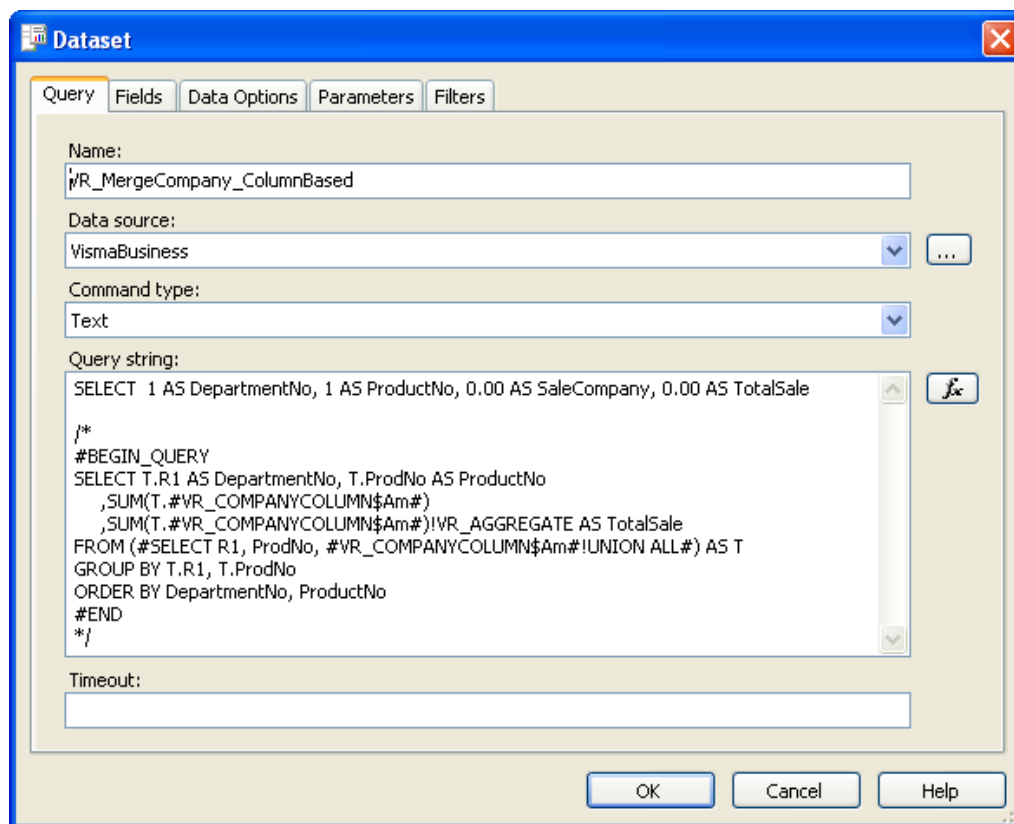 Dataset
Query Fields Data Options Parameters Filters
Name:
VR_MergeCompany_ColumnBased
Data source:
VismaBusiness
...
Command type:
Text
Query string:
SELECT  1 AS DepartmentNo, 1 AS ProductNo, 0.00 AS SaleCompany, 0.00 AS TotalSale
fx
/*
#BEGIN_QUERY
SELECT T.R1 AS DepartmentNo, T.ProdNo AS ProductNo
,SUM(T.#VR_COMPANYCOLUMN$Am#)
,SUM(T.#VR_COMPANYCOLUMN$Am#)!VR_AGGREGATE AS TotalSale
FROM (#SELECT R1, ProdNo, #VR_COMPANYCOLUMN$Am#!UNION ALL#) AS T
GROUP BY T.R1, T.ProdNo
ORDER BY DepartmentNo, ProductNo
#END
*/
Timeout:
OK Cancel Help